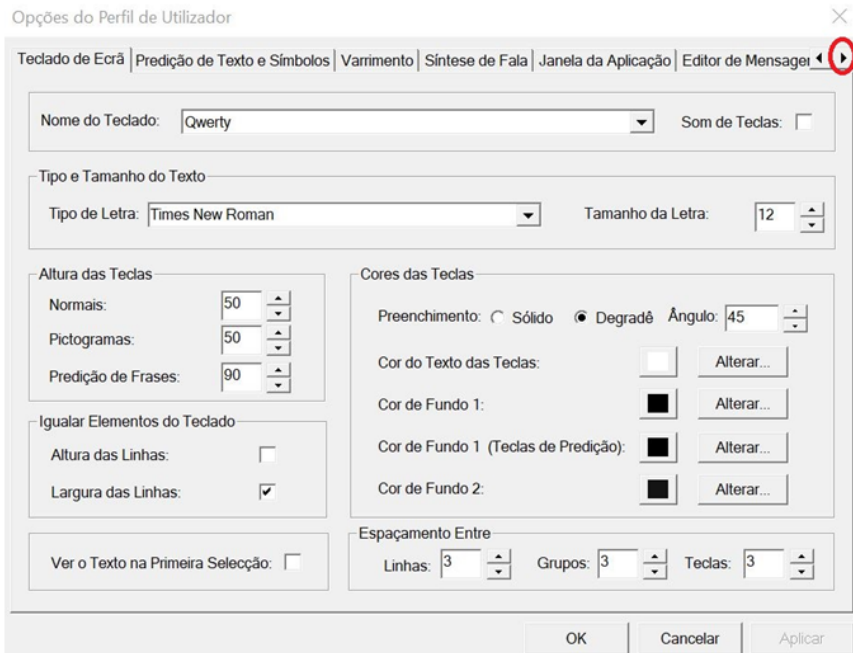 Opções do Perfil de Utilizador
Teclado de Ecrã Predição de Texto e Símbolos Varrimento Síntese de Fala Janela da Aplicação Editor de Mensagen
Nome do Teclado: Qwerty Som de Teclas:
Tipo e Tamanho do Texto
Tipo de Letra: Times New Roman Tamanho da Letra: 12
Altura das Teclas
Normais: 50
Pictogramas: 50
Predição de Frases: 90
Igualar Elementos do Teclado
Altura das Linhas:
Largura das Linhas:
Ver o Texto na Primeira Selecção:
Cores das Teclas
Preenchimento: Sólido Degradê Ângulo: 45
Cor do Texto das Teclas: Alterar...
Cor de Fundo 1: Alterar...
Cor de Fundo 1 (Teclas de Predição): Alterar...
Cor de Fundo 2: Alterar...
Espaçamento Entre
Linhas: 3 Grupos: 3 Teclas: 3
OK Cancelar Aplicar